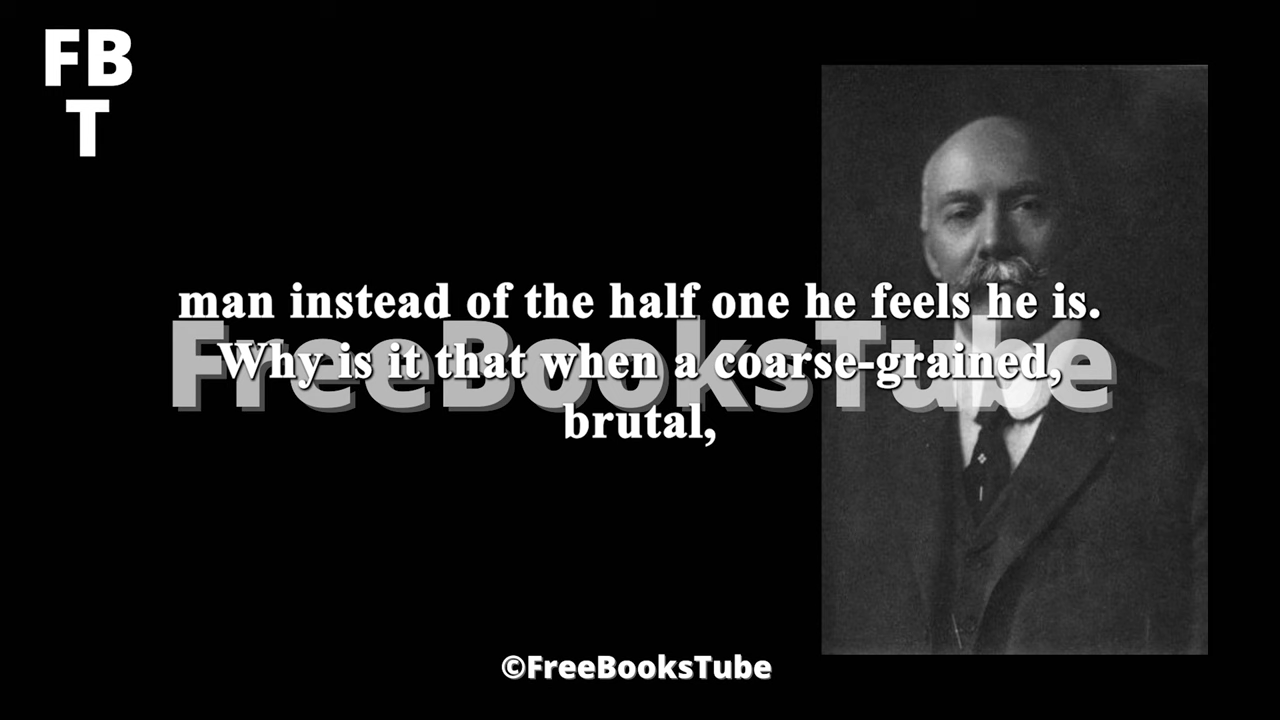 FB
T
man instead of the half one he feels he is.
FreeBooksTube
Why is it that when a coarse-grained,
brutal,
©FreeBooksTube